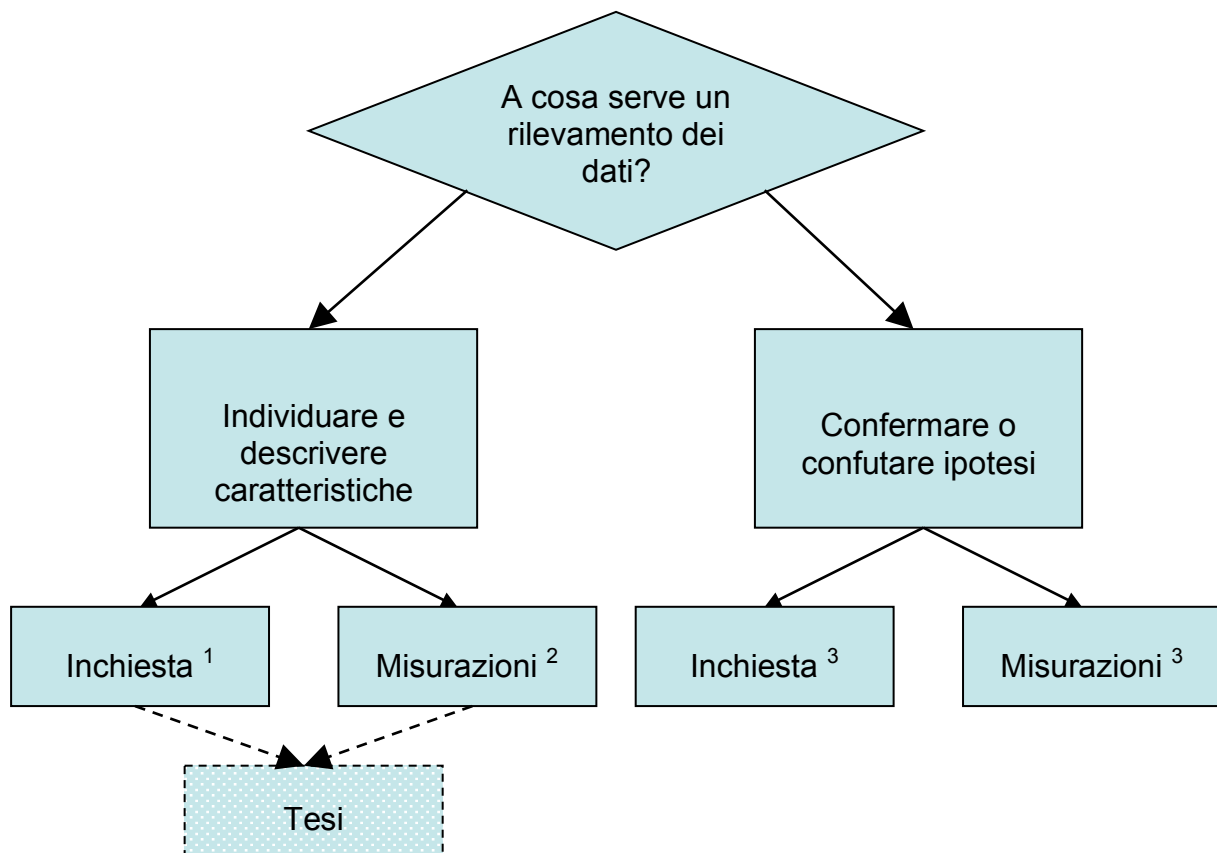 A cosa serve un
rilevamento dei
dati?
Individuare e
descrivere
caratteristiche
Confermare o
confutare ipotesi
Inchiesta ¹
Misurazioni ²
Inchiesta ³
Misurazioni ³
Tesi